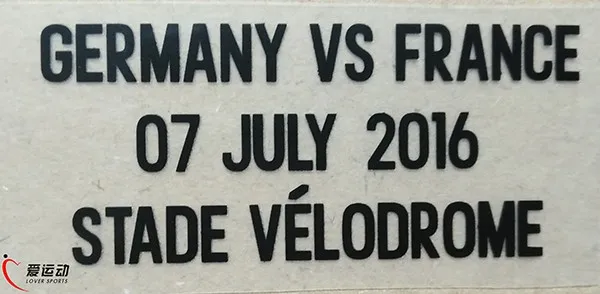 GERMANY VS FRANCE
07 JULY 2016
STADE VÉLODROME
爱运动
LOVER SPORTS